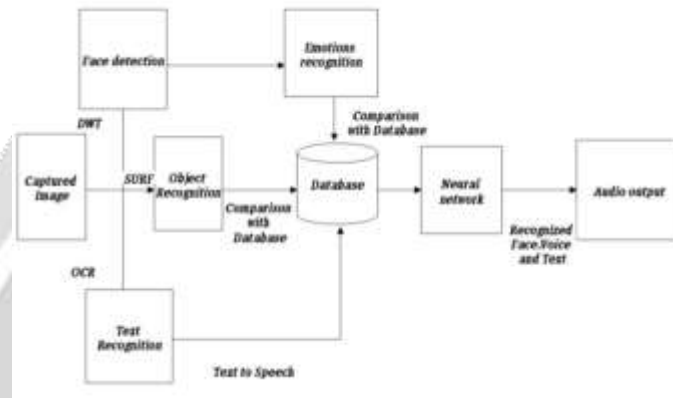 Face detection
Emotions
recognition
DWT
Comparison
with Database
Captured
image
SURF
Object
Recognition
Comparison
with
Database
Database
Neural
network
Audio output
Recognized
Face.Voice
and Text
OCR
Text
Recognition
Text to Speech